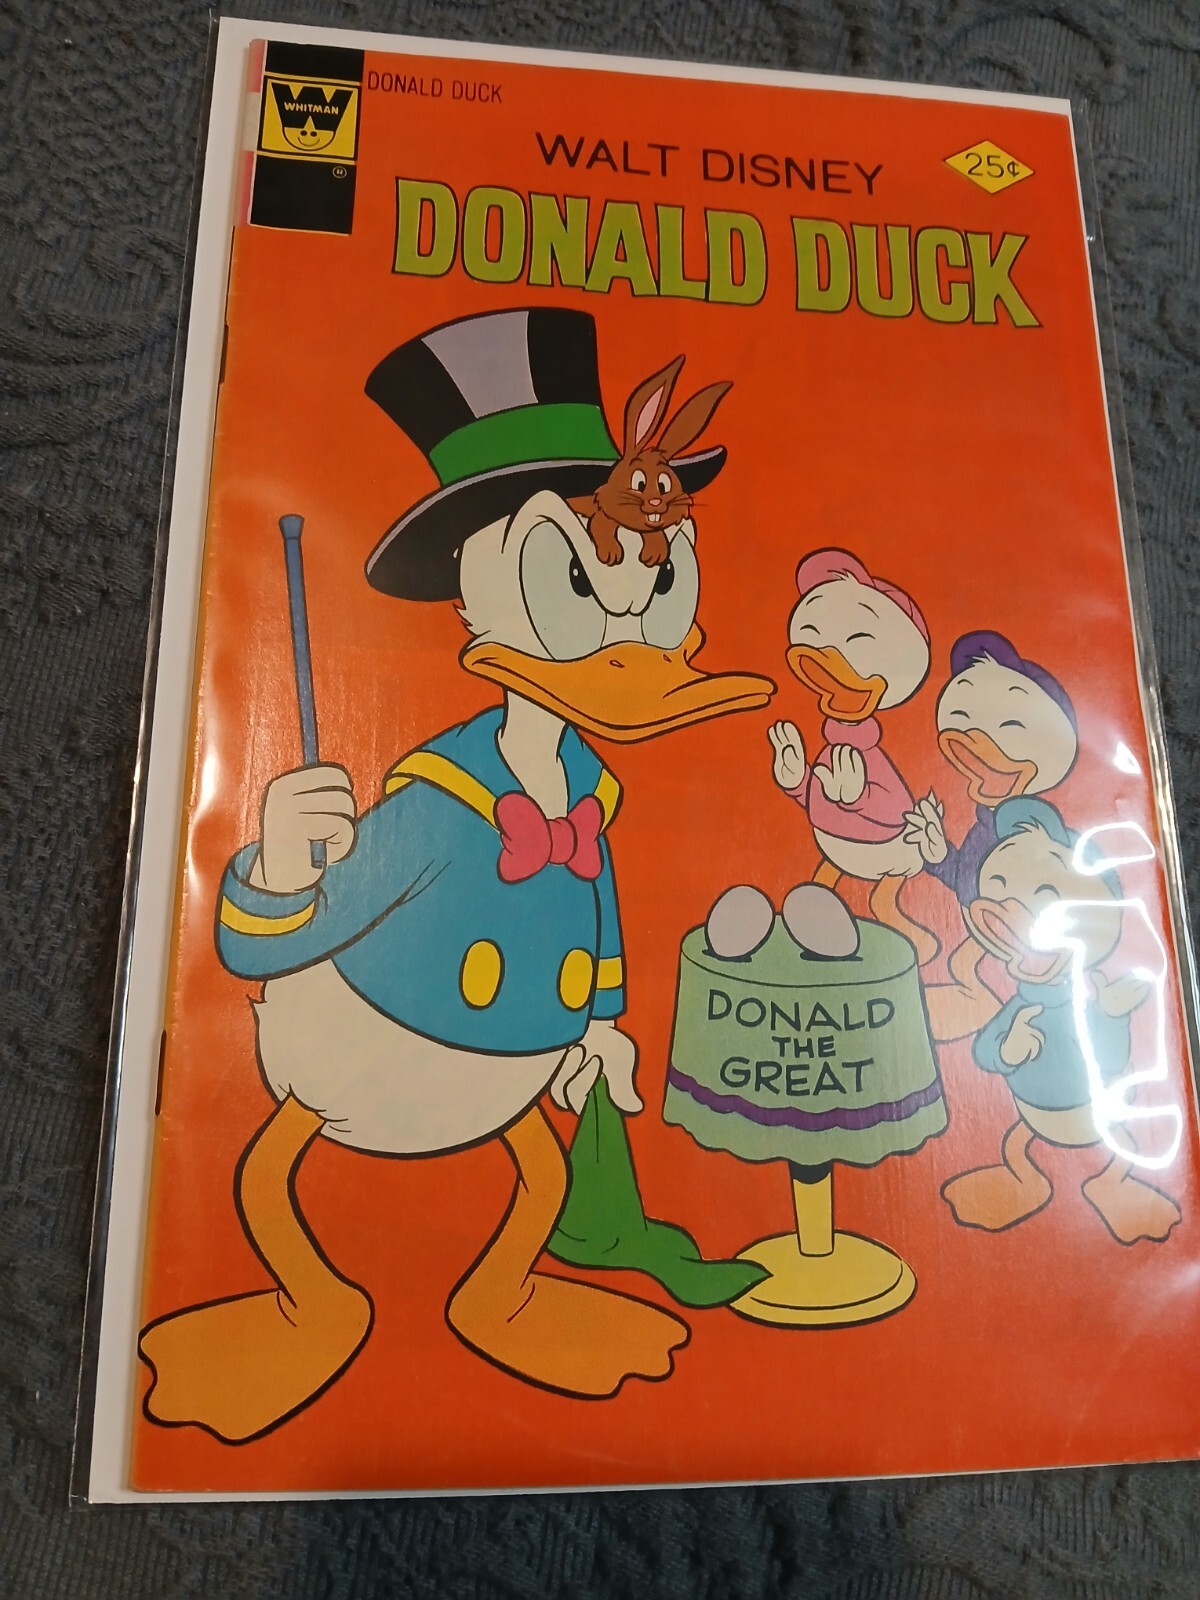 WHITMAN
®
DONALD DUCK
WALT DISNEY
25¢
DONALD DUCK
DONALD
THE
GREAT